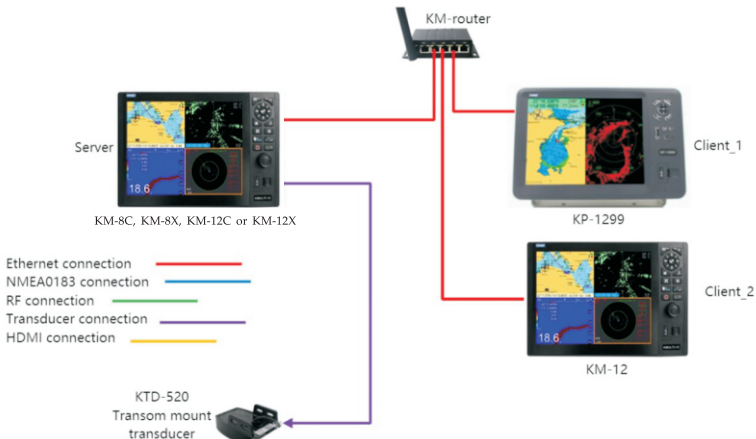 KM-router
Server
Client_1
KM-8C, KM-8X, KM-12C or KM-12X
KP-1299
Ethernet connection
NMEA0183 connection
RF connection
Transducer connection
HDMI connection
Client_2
18.6
18.6
KM-12
KTD-520
Transom mount
transducer